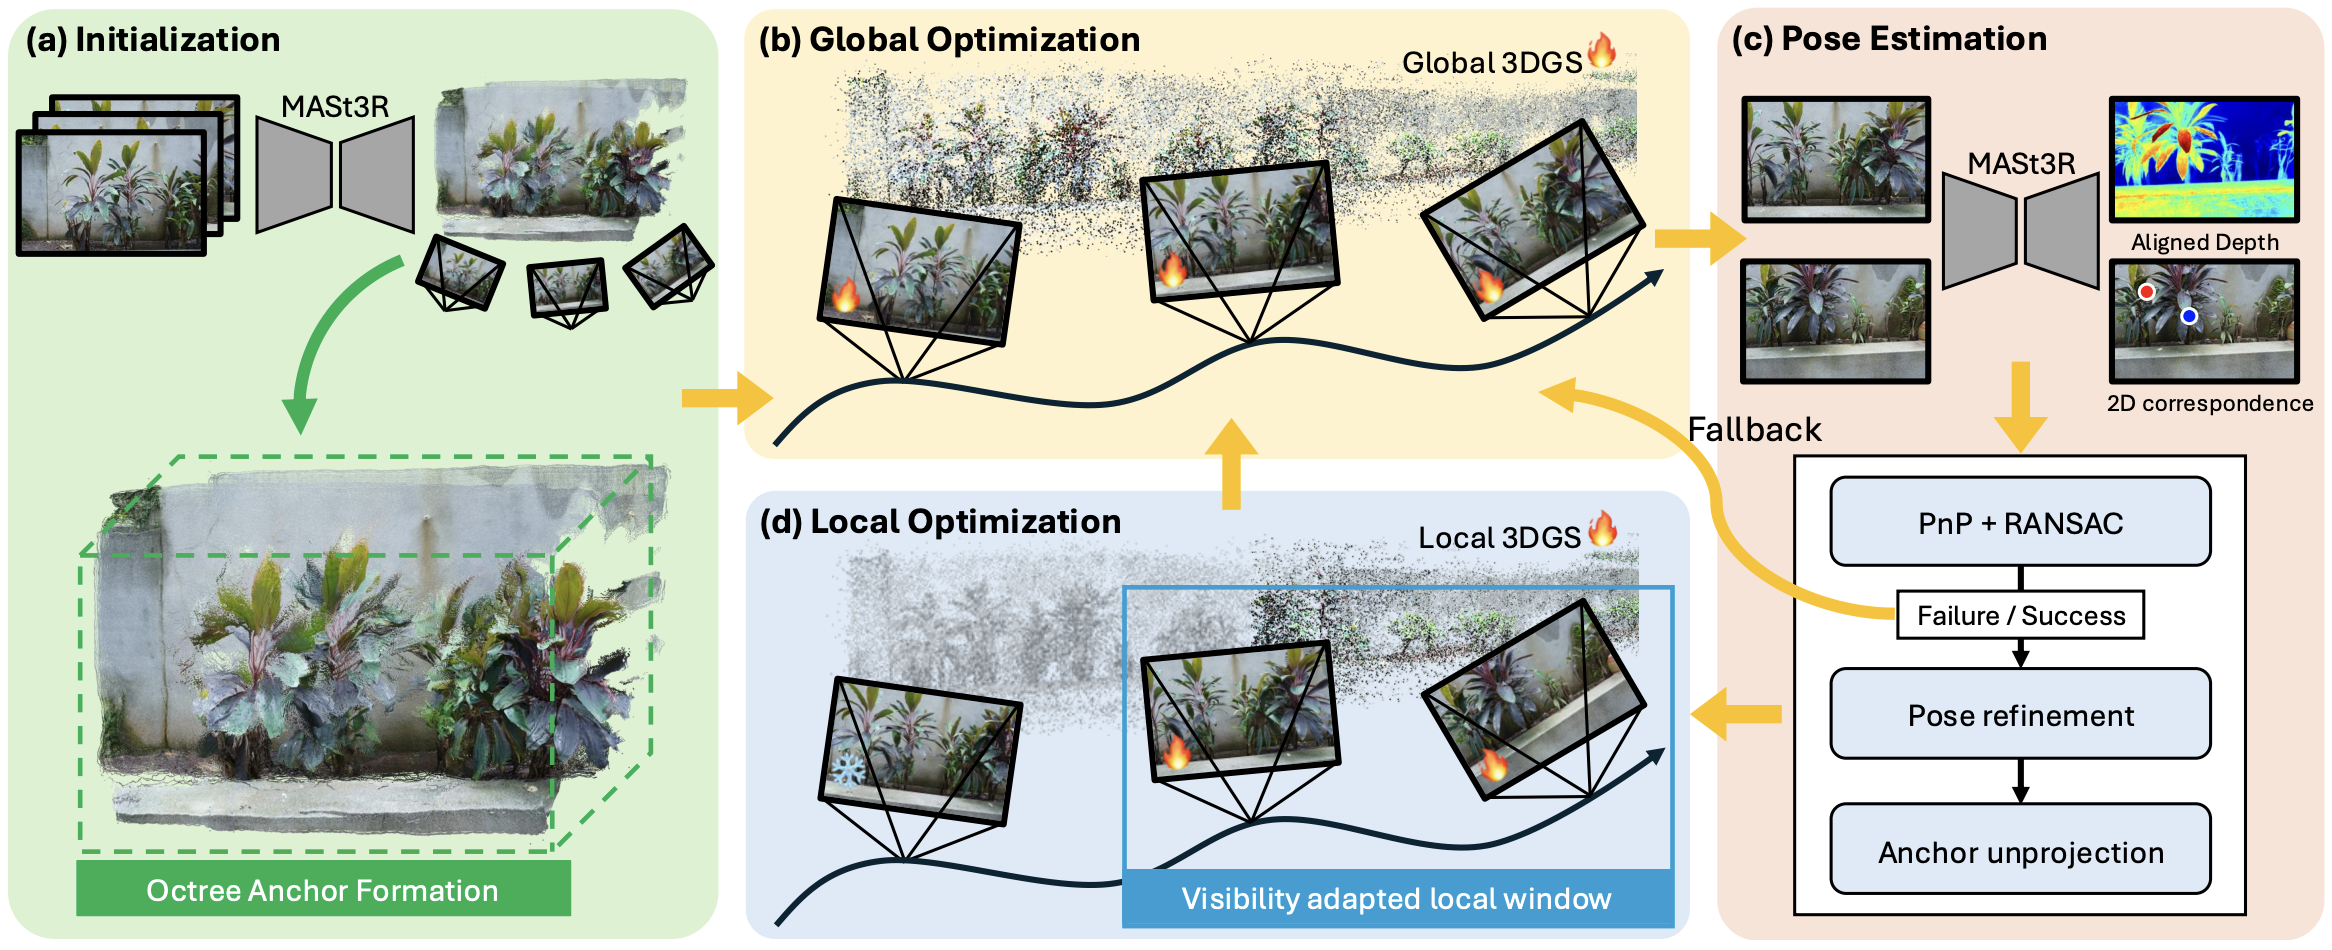 (a) Initialization
MASt3R
Octree Anchor Formation
(b) Global Optimization
Global 3DGS
(c) Pose Estimation
MASt3R
Aligned Depth
2D correspondence
Fallback
PnP + RANSAC
Failure / Success
Pose refinement
Anchor unprojection
(d) Local Optimization
Local 3DGS
Visibility adapted local window